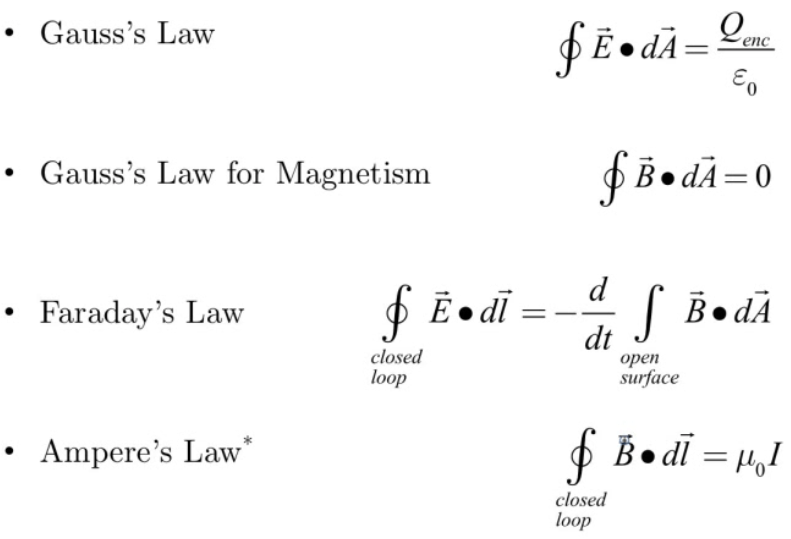 • Gauss's Law ∮ E⃗ • dA⃗ = Q_enc / ε₀
• Gauss's Law for Magnetism ∮ B⃗ • dA⃗ = 0
• Faraday's Law ∮ E⃗ • dl⃗ = − d/dt ∫ B⃗ • dA⃗
closed loop open surface
• Ampere's Law* ∮ B⃗ • dl⃗ = μ₀I
closed
loop